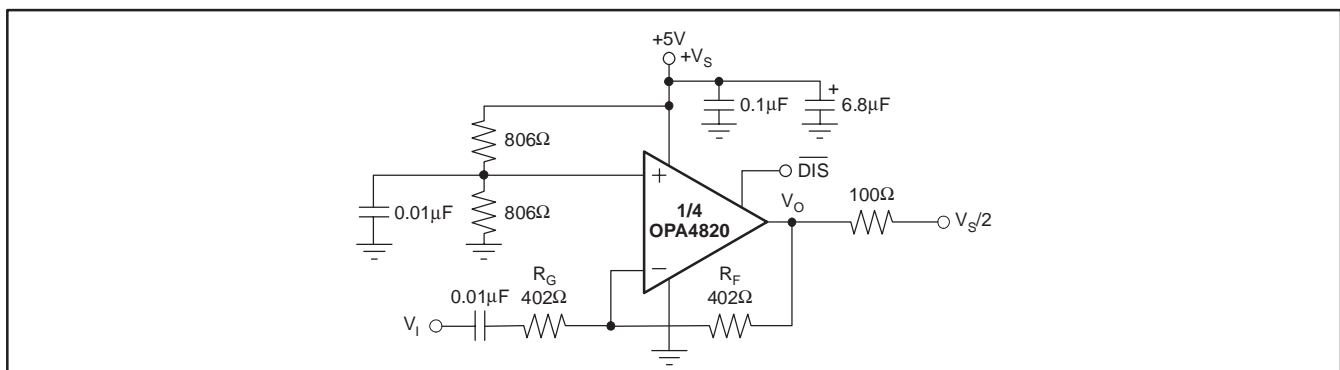 +5V
+V_S
0.1μF
6.8μF
+
806Ω
0.01μF
806Ω
+
1/4
OPA4820
−
D̅I̅S̅
V_O
100Ω
V_S/2
R_G
402Ω
R_F
402Ω
0.01μF
V_I